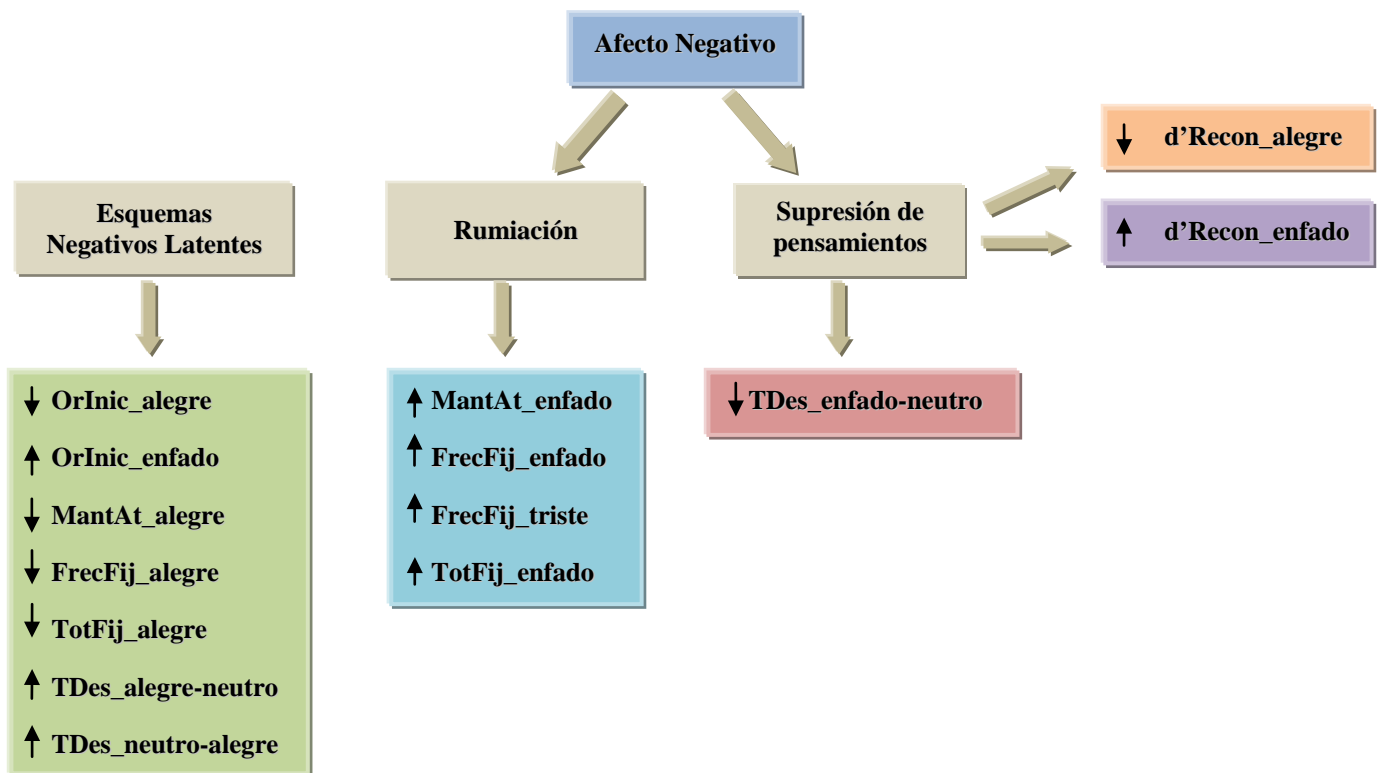 Afecto Negativo
Esquemas
Negativos Latentes
Rumiación
Supresión de
pensamientos
↓ d’Recon_alegre
↑ d’Recon_enfado
↓ OrInic_alegre
↑ OrInic_enfado
↓ MantAt_alegre
↓ FrecFij_alegre
↓ TotFij_alegre
↑ TDes_alegre-neutro
↑ TDes_neutro-alegre
↑ MantAt_enfado
↑ FrecFij_enfado
↑ FrecFij_triste
↑ TotFij_enfado
↓ TDes_enfado-neutro